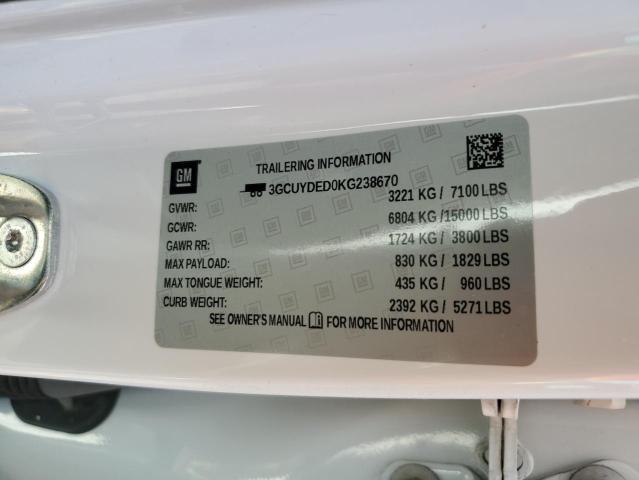 GM
TRAILERING INFORMATION
3GCUYDED0KG238670
GVWR: 3221 KG / 7100 LBS
GCWR: 6804 KG / 15000 LBS
GAWR RR: 1724 KG / 3800 LBS
MAX PAYLOAD: 830 KG / 1829 LBS
MAX TONGUE WEIGHT: 435 KG / 960 LBS
CURB WEIGHT: 2392 KG / 5271 LBS
SEE OWNER'S MANUAL FOR MORE INFORMATION